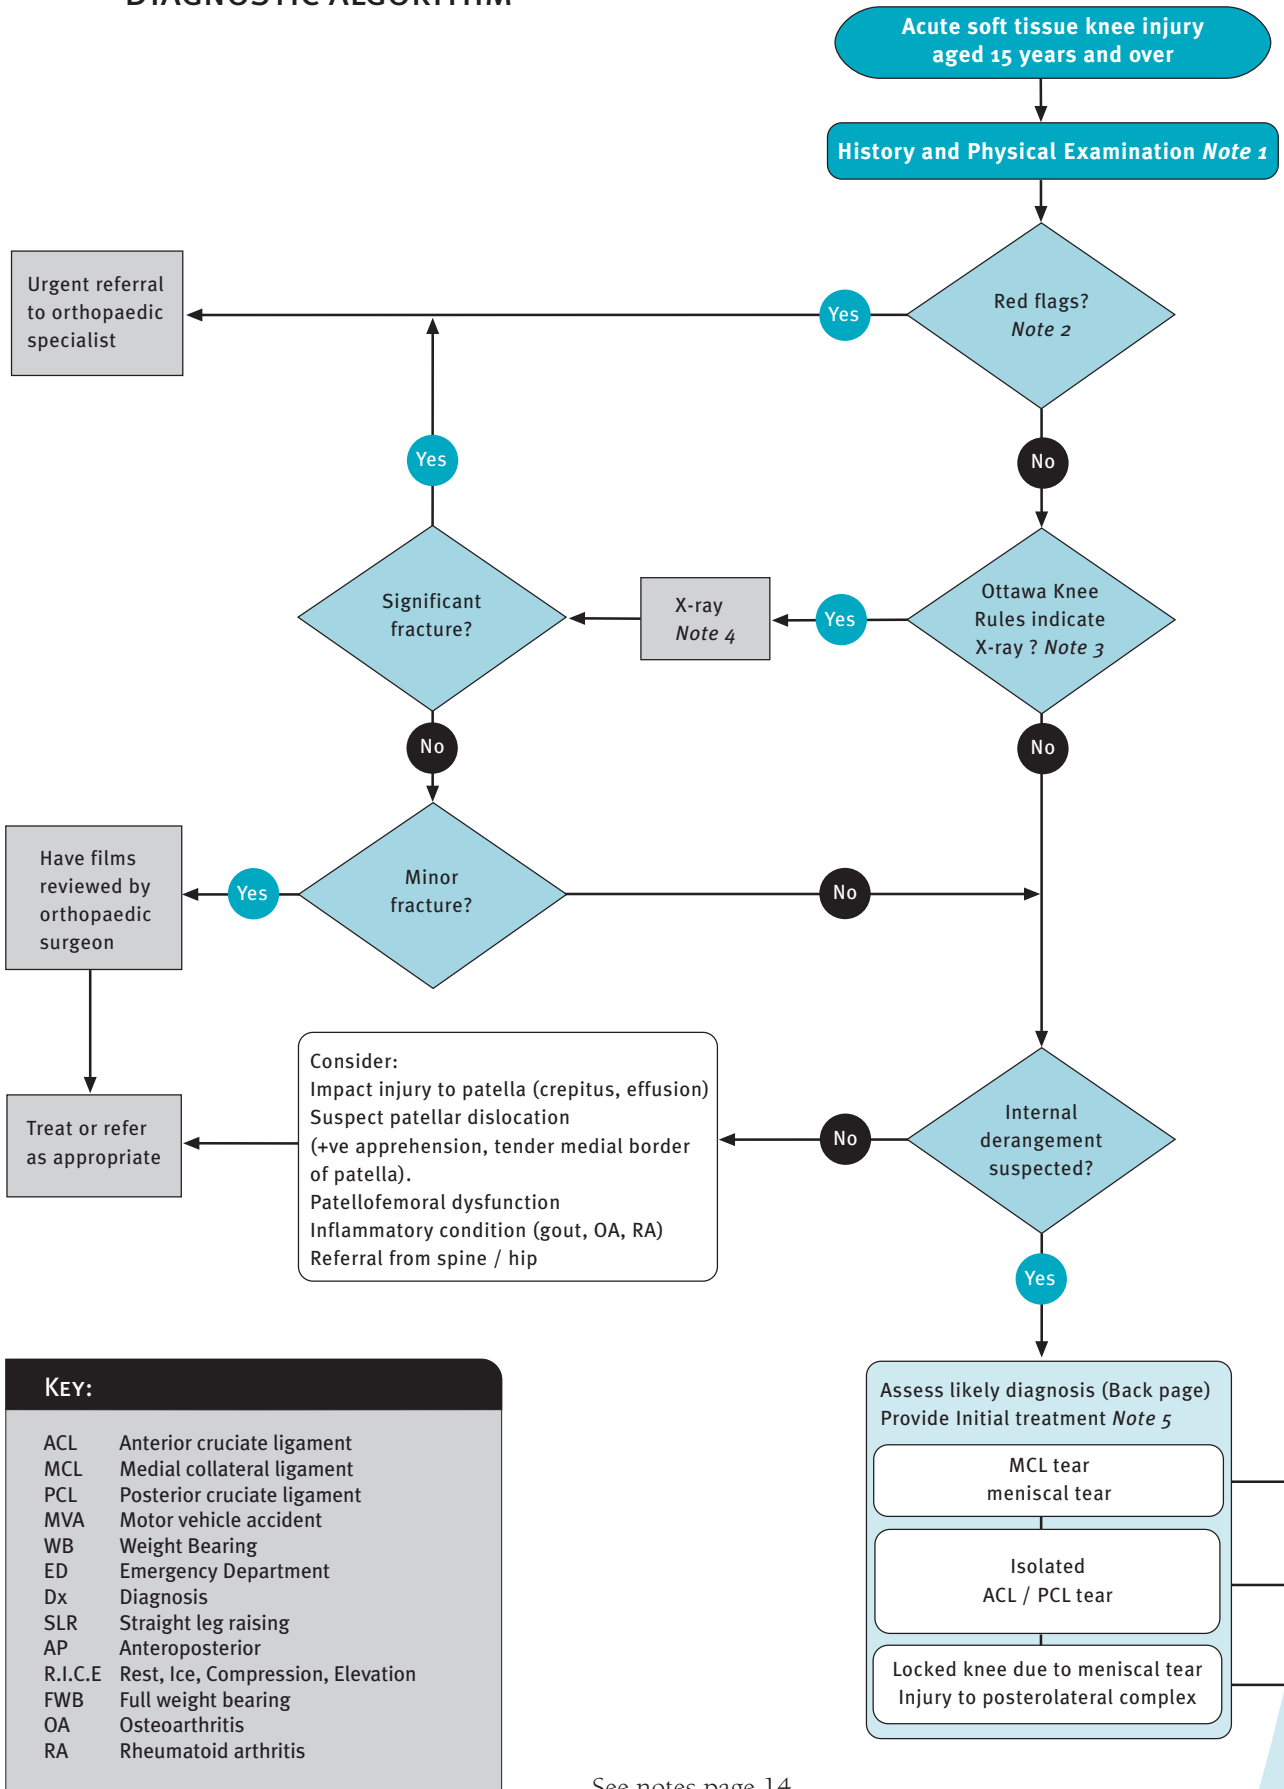 DIAGNOSTIC ALGORITHM
Acute soft tissue knee injury
aged 15 years and over
History and Physical Examination Note 1
Red flags?
Note 2
Yes
Urgent referral
to orthopaedic
specialist
No
Yes
Ottawa Knee
Rules indicate
X-ray ? Note 3
Yes
X-ray
Note 4
Significant
fracture?
No
No
Minor
fracture?
Yes
No
Have films
reviewed by
orthopaedic
surgeon
Internal
derangement
suspected?
No
Consider:
Impact injury to patella (crepitus, effusion)
Suspect patellar dislocation
(+ve apprehension, tender medial border
of patella).
Patellofemoral dysfunction
Inflammatory condition (gout, OA, RA)
Referral from spine / hip
Treat or refer
as appropriate
Yes
Assess likely diagnosis (Back page)
Provide Initial treatment Note 5
MCL tear
meniscal tear
Isolated
ACL / PCL tear
Locked knee due to meniscal tear
Injury to posterolateral complex
KEY:
ACL Anterior cruciate ligament
MCL Medial collateral ligament
PCL Posterior cruciate ligament
MVA Motor vehicle accident
WB Weight Bearing
ED Emergency Department
Dx Diagnosis
SLR Straight leg raising
AP Anteroposterior
R.I.C.E Rest, Ice, Compression, Elevation
FWB Full weight bearing
OA Osteoarthritis
RA Rheumatoid arthritis
See notes page 14